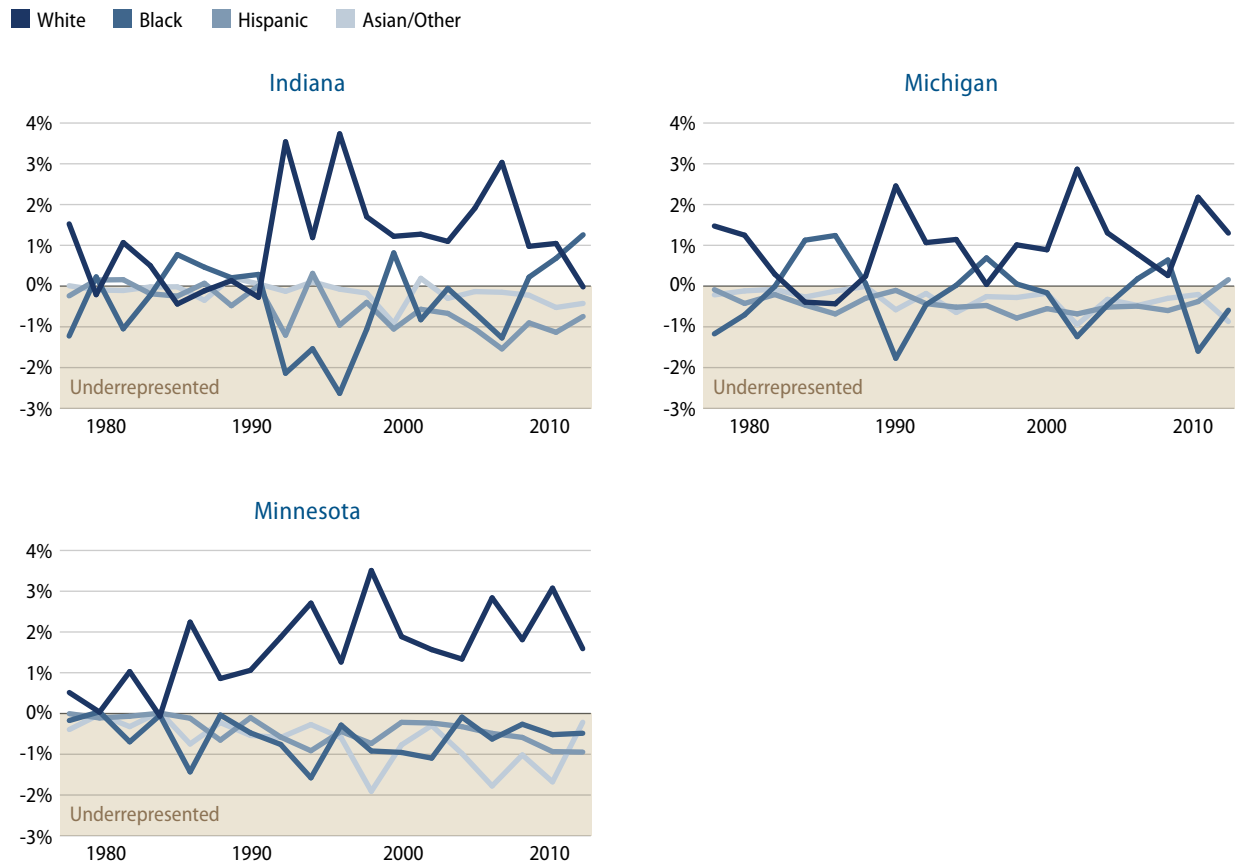 White Black Hispanic Asian/Other
Indiana
4%
3%
2%
1%
0%
-1%
-2%
-3%
Underrepresented
1980 1990 2000 2010
Michigan
4%
3%
2%
1%
0%
-1%
-2%
-3%
Underrepresented
1980 1990 2000 2010
Minnesota
4%
3%
2%
1%
0%
-1%
-2%
-3%
Underrepresented
1980 1990 2000 2010